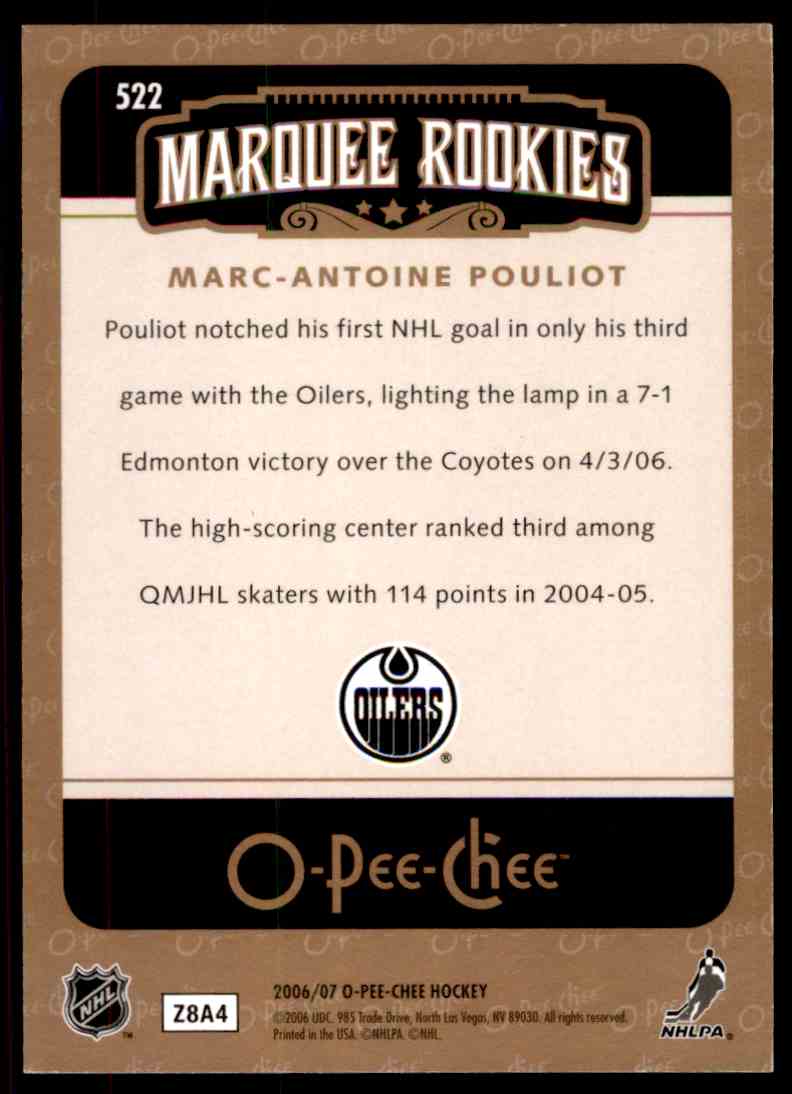 522
MARQUEE ROOKIES
MARC-ANTOINE POULIOT
Pouliot notched his first NHL goal in only his third
game with the Oilers, lighting the lamp in a 7-1
Edmonton victory over the Coyotes on 4/3/06.
The high-scoring center ranked third among
QMJHL skaters with 114 points in 2004-05.
OILERS ®
O-Pee-Chee™
NHL ™
Z8A4
2006/07 O-PEE-CHEE HOCKEY
©2006 UDC. 985 Trade Drive, North Las Vegas, NV 89030. All rights reserved.
Printed in the USA. ©NHLPA. ©NHL.
NHLPA®